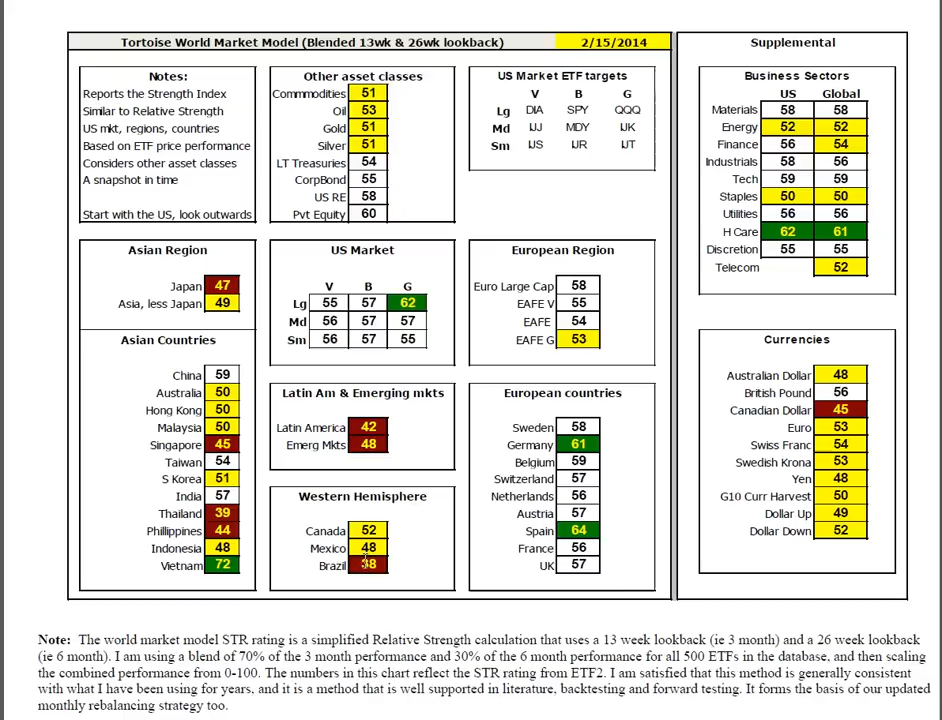 Tortoise World Market Model (Blended 13wk & 26wk lookback) 2/15/2014
Notes:
Reports the Strength Index
Similar to Relative Strength
US mkt, regions, countries
Based on ETF price performance
Considers other asset classes
A snapshot in time
Start with the US, look outwards
Other asset classes
Commmodities 51
Oil 53
Gold 51
Silver 51
LT Treasuries 54
CorpBond 55
US RE 58
Pvt Equity 60
US Market ETF targets
V B G
Lg DIA SPY QQQ
Md IJJ MDY IJK
Sm IJS IJR IJT
Asian Region
Japan 47
Asia, less Japan 49
US Market
V B G
Lg 55 57 62
Md 56 57 57
Sm 56 57 55
European Region
Euro Large Cap 58
EAFE V 55
EAFE 54
EAFE G 53
Asian Countries
China 59
Australia 50
Hong Kong 50
Malaysia 50
Singapore 45
Taiwan 54
S Korea 51
India 57
Thailand 39
Phillippines 44
Indonesia 48
Vietnam 72
Latin Am & Emerging mkts
Latin America 42
Emerg Mkts 48
Western Hemisphere
Canada 52
Mexico 48
Brazil 38
European countries
Sweden 58
Germany 61
Belgium 59
Switzerland 57
Netherlands 56
Austria 57
Spain 64
France 56
UK 57
Supplemental
Business Sectors
US Global
Materials 58 58
Energy 52 52
Finance 56 54
Industrials 58 56
Tech 59 59
Staples 50 50
Utilities 56 56
H Care 62 61
Discretion 55 55
Telecom 52
Currencies
Australian Dollar 48
British Pound 56
Canadian Dollar 45
Euro 53
Swiss Franc 54
Swedish Krona 53
Yen 48
G10 Curr Harvest 50
Dollar Up 49
Dollar Down 52
Note: The world market model STR rating is a simplified Relative Strength calculation that uses a 13 week lookback (ie 3 month) and a 26 week lookback
(ie 6 month). I am using a blend of 70% of the 3 month performance and 30% of the 6 month performance for all 500 ETFs in the database, and then scaling
the combined performance from 0-100. The numbers in this chart reflect the STR rating from ETF2. I am satisfied that this method is generally consistent
with what I have been using for years, and it is a method that is well supported in literature, backtesting and forward testing. It forms the basis of our updated
monthly rebalancing strategy too.